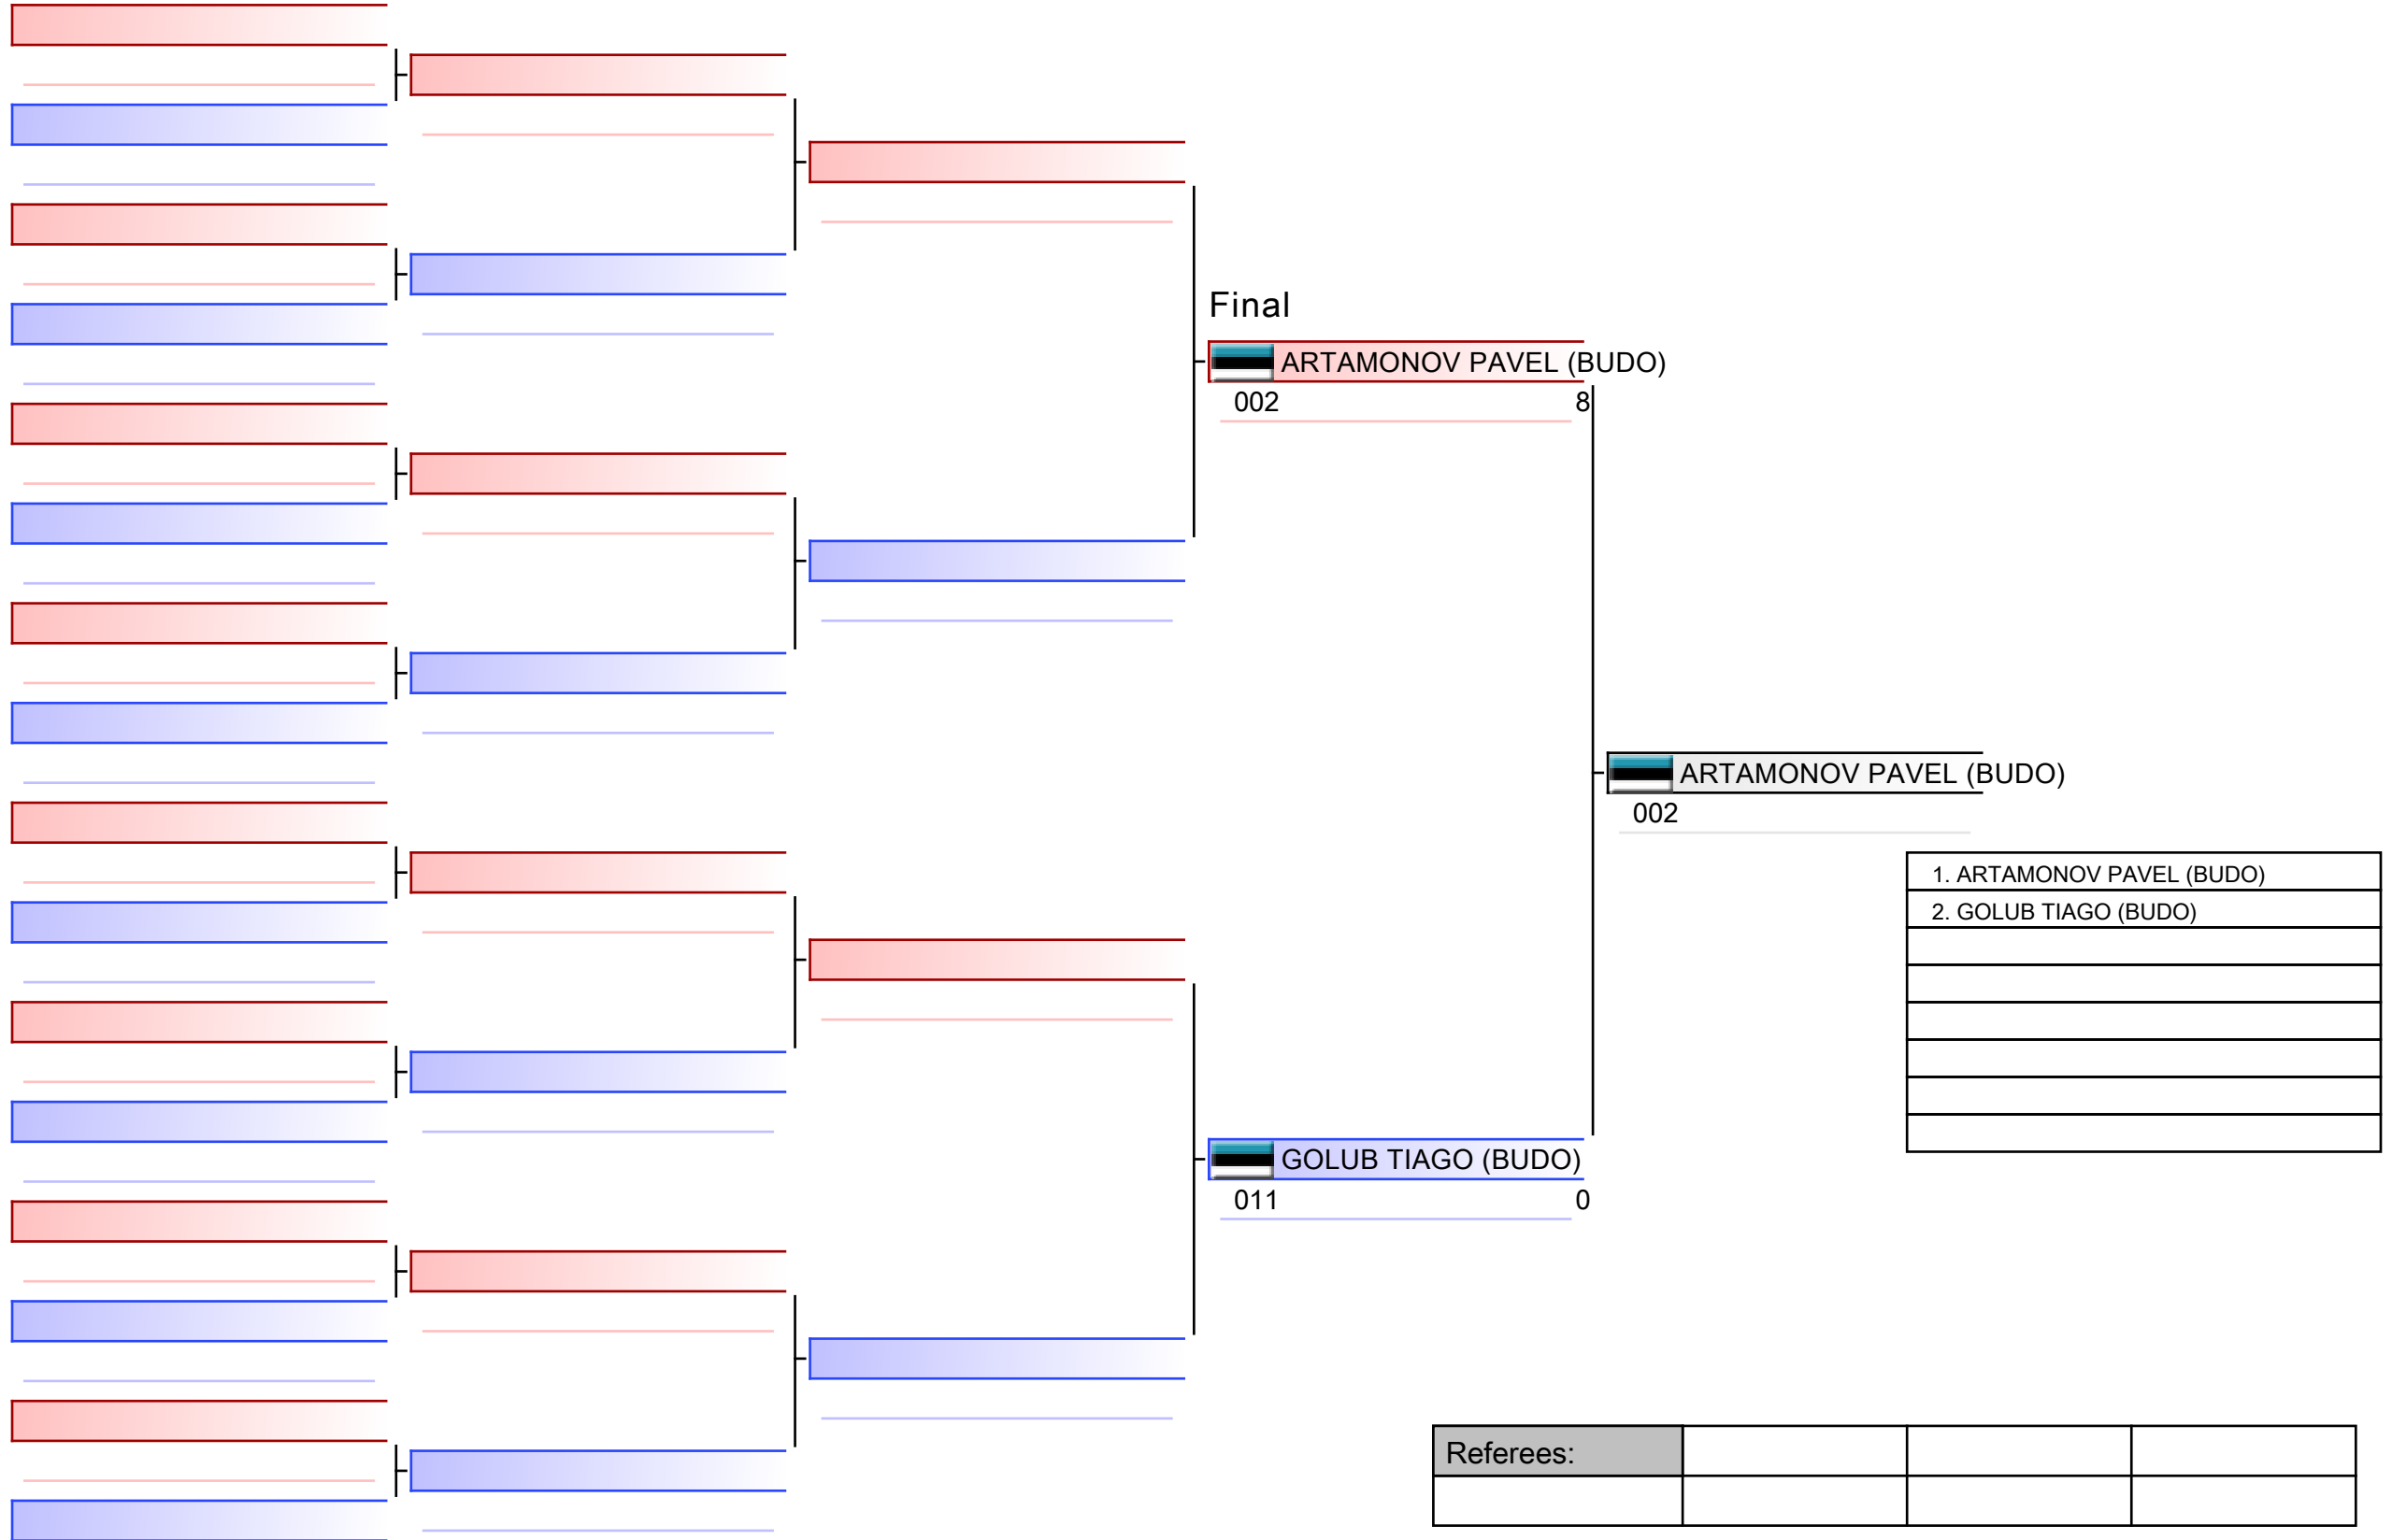 Final
ARTAMONOV PAVEL (BUDO)
002 8
ARTAMONOV PAVEL (BUDO)
002
1. ARTAMONOV PAVEL (BUDO)
2. GOLUB TIAGO (BUDO)
GOLUB TIAGO (BUDO)
011 0
Referees: